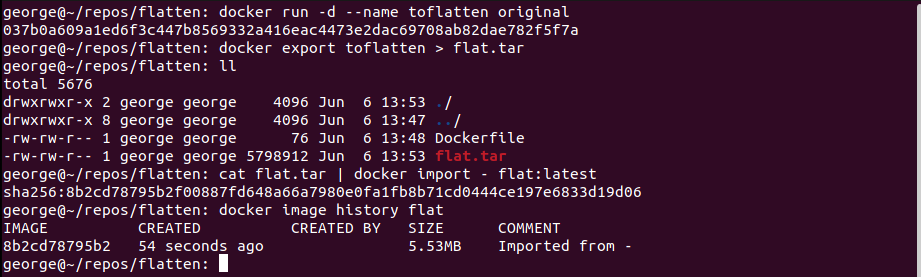 george@~/repos/flatten: docker run -d --name toflatten original
037b0a609a1ed6f3c447b8569332a416eac4473e2dac69708ab82dae782f5f7a
george@~/repos/flatten: docker export toflatten > flat.tar
george@~/repos/flatten: ll
total 5676
drwxrwxr-x 2 george george    4096 Jun  6 13:53 ./
drwxrwxr-x 8 george george    4096 Jun  6 13:47 ../
-rw-rw-r-- 1 george george      76 Jun  6 13:48 Dockerfile
-rw-rw-r-- 1 george george 5798912 Jun  6 13:53 flat.tar
george@~/repos/flatten: cat flat.tar | docker import - flat:latest
sha256:8b2cd78795b2f00887fd648a66a7980e0fa1fb8b71cd0444ce197e6833d19d06
george@~/repos/flatten: docker image history flat
IMAGE          CREATED          CREATED BY   SIZE      COMMENT
8b2cd78795b2   54 seconds ago                5.53MB    Imported from -
george@~/repos/flatten: